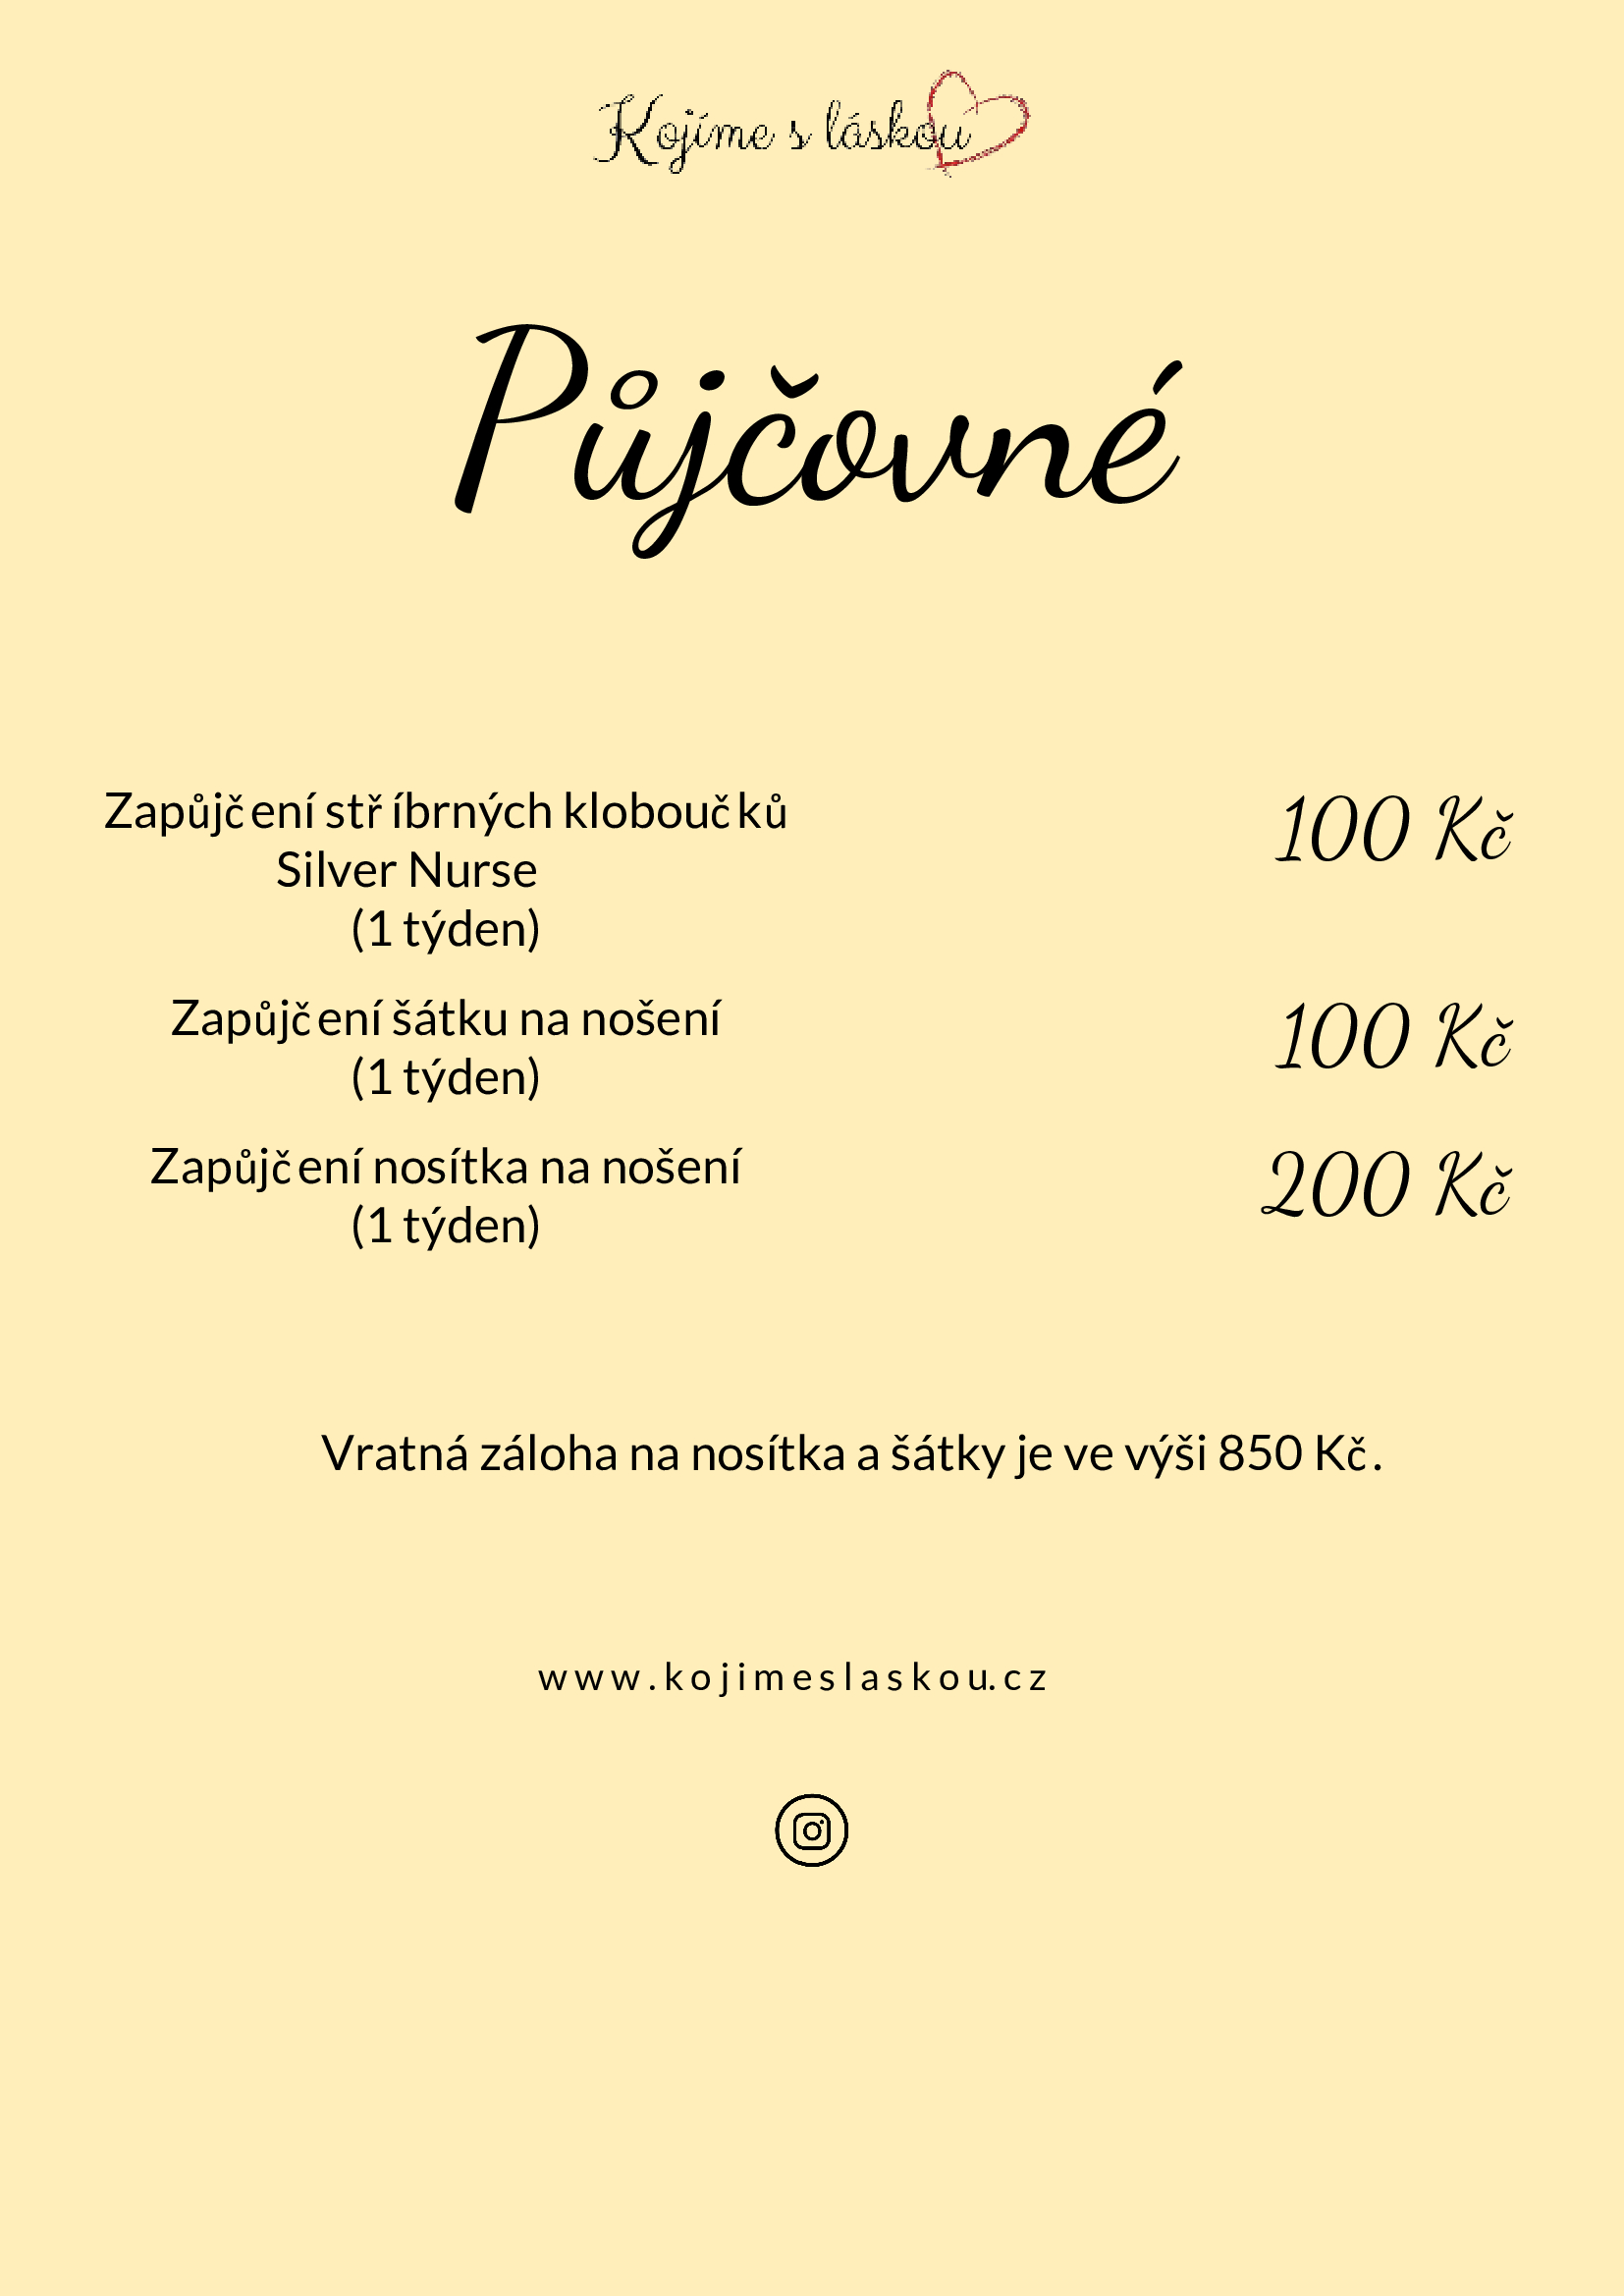 Kojíme s láskou
Půjčovné
Zapůjčení stříbrných kloboučků
Silver Nurse
(1 týden)
100 Kč
Zapůjčení šátku na nošení
(1 týden)
100 Kč
Zapůjčení nosítka na nošení
(1 týden)
200 Kč
Vratná záloha na nosítka a šátky je ve výši 850 Kč.
www.kojimeslaskou.cz